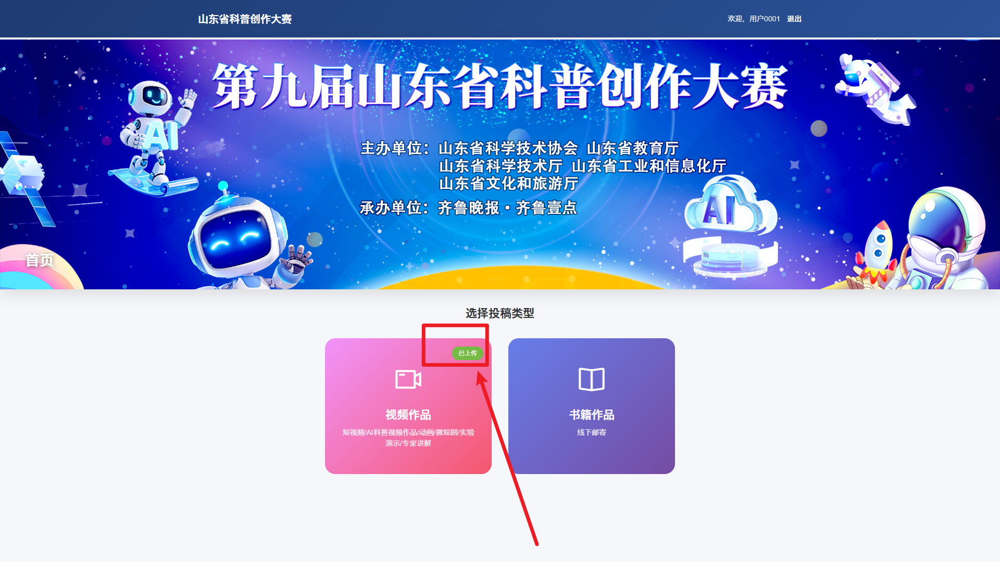 山东省科普创作大赛
欢迎，用户0001 退出
第九届山东省科普创作大赛
AI
主办单位：山东省科学技术协会 山东省教育厅
山东省科学技术厅 山东省工业和信息化厅
山东省文化和旅游厅
承办单位：齐鲁晚报·齐鲁壹点
AI
首页
选择投稿类型
已上传
视频作品
短视频/AI科普视频作品/动画/微短剧/实验
演示/专家讲解
书籍作品
线下邮寄